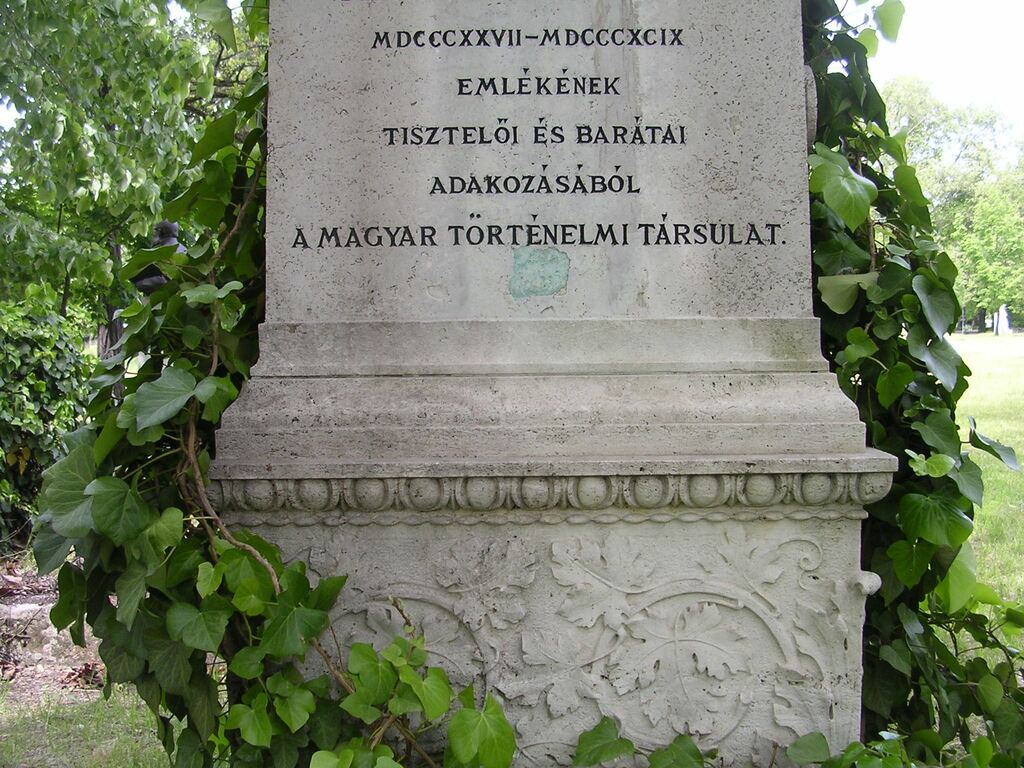 MDCCCXXVII–MDCCCXCIX
EMLÉKÉNEK
TISZTELŐI ÉS BARÁTAI
ADAKOZÁSÁBÓL
A MAGYAR TÖRTÉNELMI TÁRSULAT.